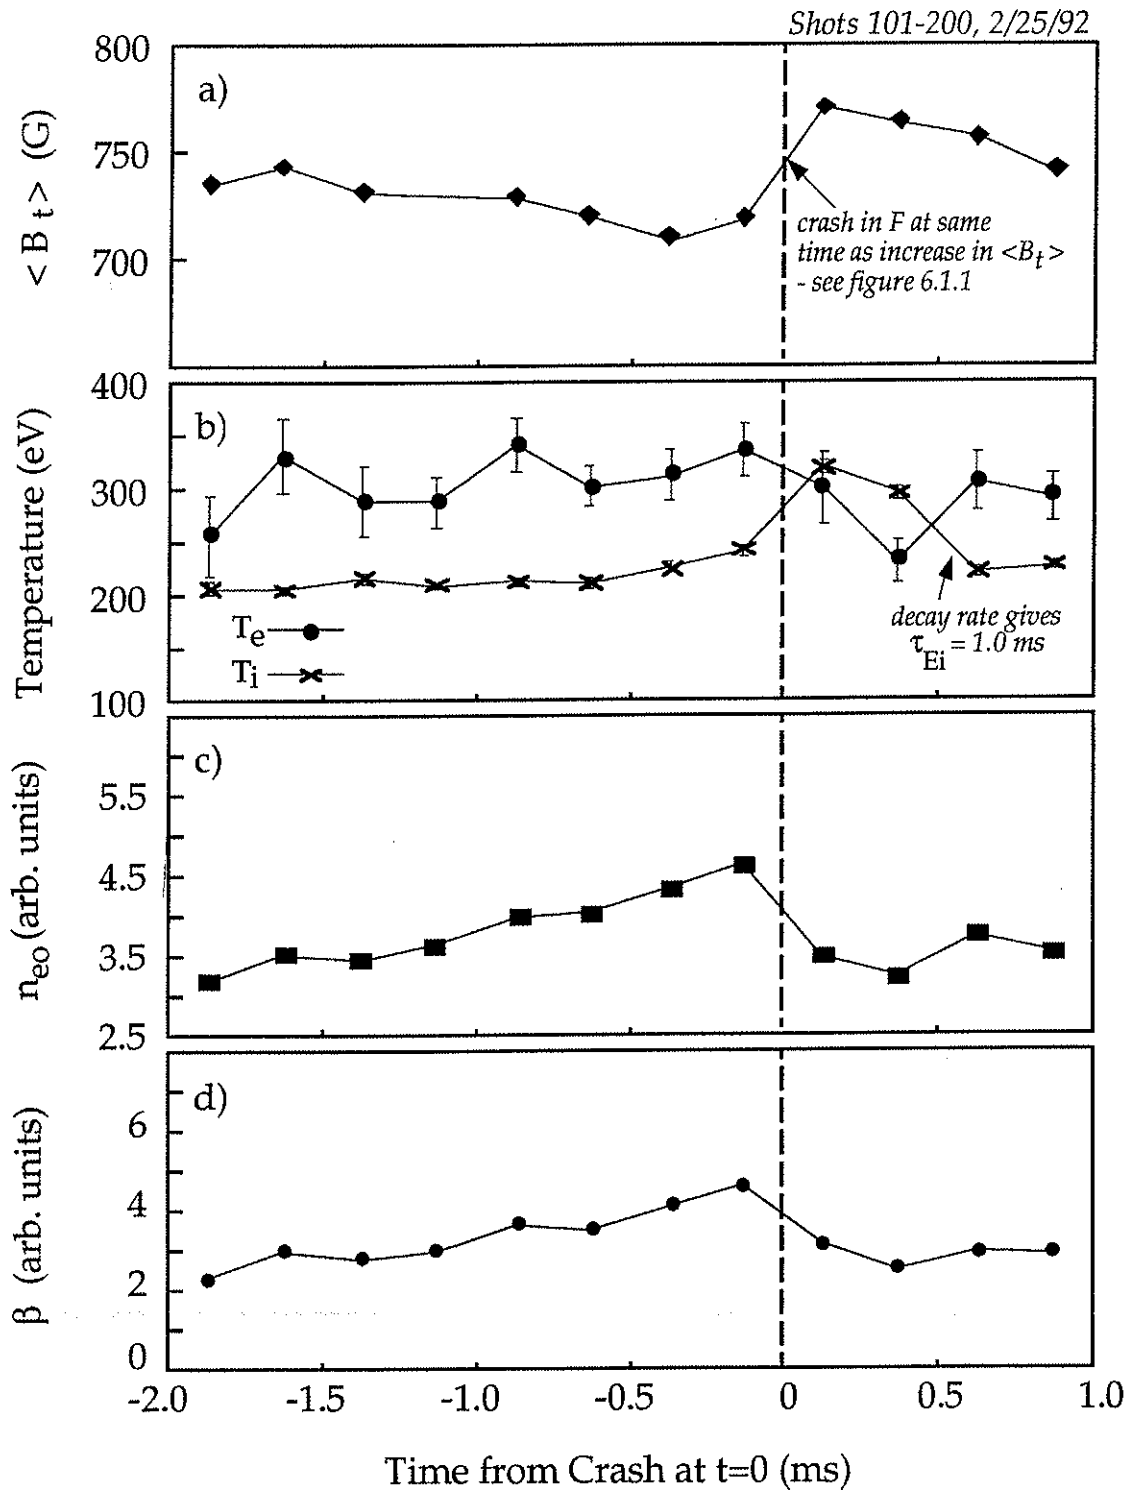 Shots 101-200, 2/25/92
800
a)
750
700
< B t > (G)
crash in F at same
time as increase in <Bt>
- see figure 6.1.1
400
b)
300
200
100
Temperature (eV)
Te
Ti
decay rate gives
τEi = 1.0 ms
c)
5.5
4.5
3.5
2.5
neo (arb. units)
d)
6
4
2
0
β (arb. units)
-2.0 -1.5 -1.0 -0.5 0 0.5 1.0
Time from Crash at t=0 (ms)